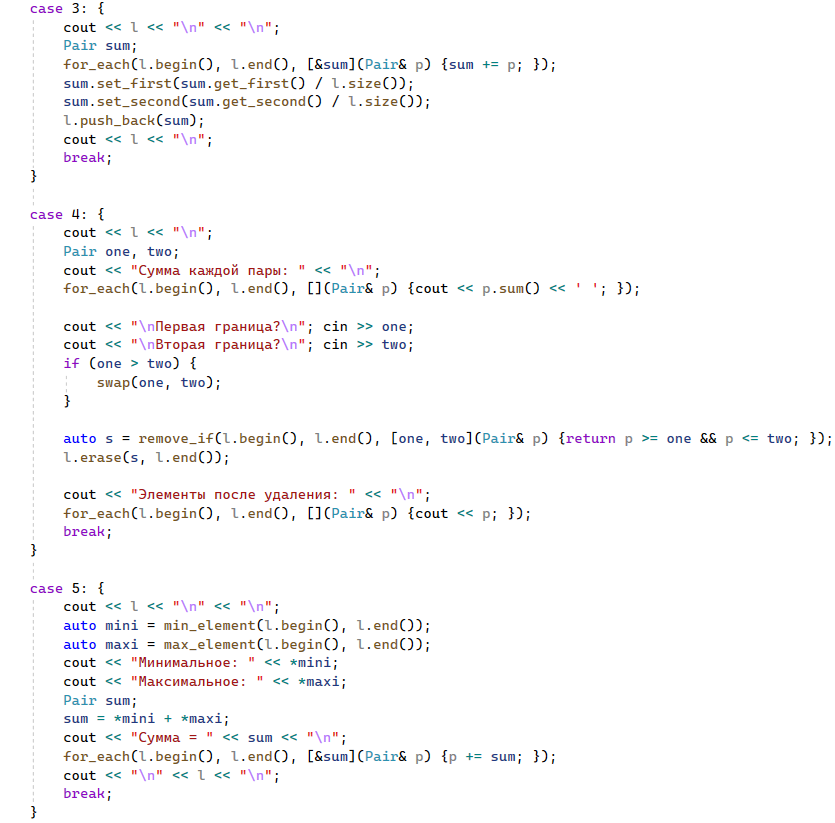 case 3: {
    cout << l << "\n" << "\n";
    Pair sum;
    for_each(l.begin(), l.end(), [&sum](Pair& p) {sum += p; });
    sum.set_first(sum.get_first() / l.size());
    sum.set_second(sum.get_second() / l.size());
    l.push_back(sum);
    cout << l << "\n";
    break;
}
case 4: {
    cout << l << "\n";
    Pair one, two;
    cout << "Сумма каждой пары: " << "\n";
    for_each(l.begin(), l.end(), [](Pair& p) {cout << p.sum() << ' '; });
    cout << "\nПервая граница?\n"; cin >> one;
    cout << "\nВторая граница?\n"; cin >> two;
    if (one > two) {
        swap(one, two);
    }
    auto s = remove_if(l.begin(), l.end(), [one, two](Pair& p) {return p >= one && p <= two; });
    l.erase(s, l.end());
    cout << "Элементы после удаления: " << "\n";
    for_each(l.begin(), l.end(), [](Pair& p) {cout << p; });
    break;
}
case 5: {
    cout << l << "\n" << "\n";
    auto mini = min_element(l.begin(), l.end());
    auto maxi = max_element(l.begin(), l.end());
    cout << "Минимальное: " << *mini;
    cout << "Максимальное: " << *maxi;
    Pair sum;
    sum = *mini + *maxi;
    cout << "Сумма = " << sum << "\n";
    for_each(l.begin(), l.end(), [&sum](Pair& p) {p += sum; });
    cout << "\n" << l << "\n";
    break;
}